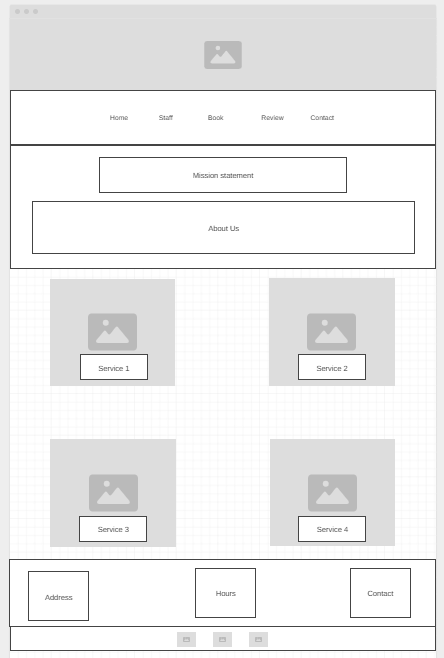 Home Staff Book Review Contact
Mission statement
About Us
Service 1 Service 2
Service 3 Service 4
Address Hours Contact